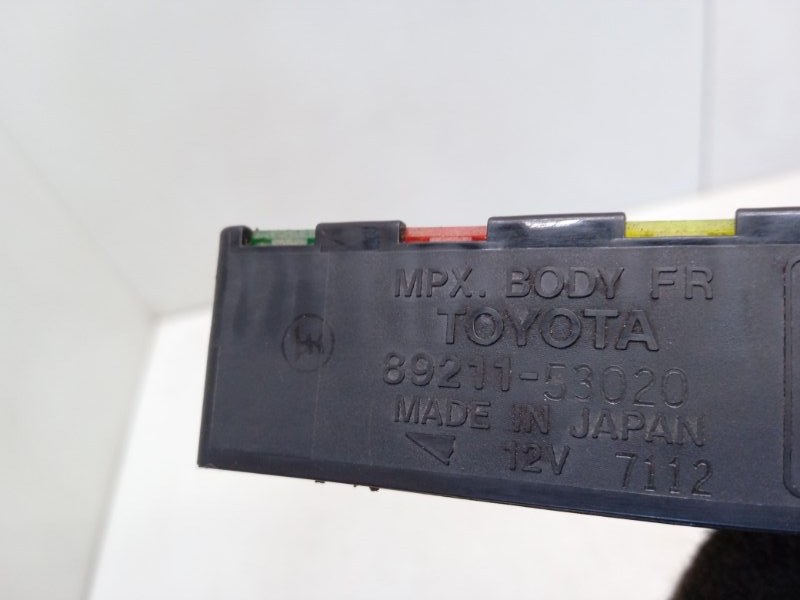 MPX. BODY FR
TOYOTA
89211-53020
MADE IN JAPAN
12V 7112